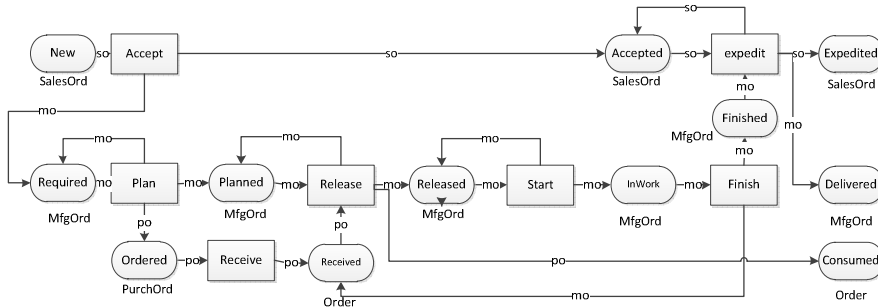 so
New
so
Accept
so
Accepted
so
expedit
so
Expedited
SalesOrd
SalesOrd
SalesOrd
mo
mo
Finished
MfgOrd
mo
mo
mo
mo
mo
Required
mo
Plan
mo
Planned
mo
Release
mo
Released
mo
Start
mo
InWork
mo
Finish
Delivered
MfgOrd
MfgOrd
MfgOrd
MfgOrd
MfgOrd
po
po
Ordered
po
Receive
po
Received
po
Consumed
PurchOrd
Order
mo
Order